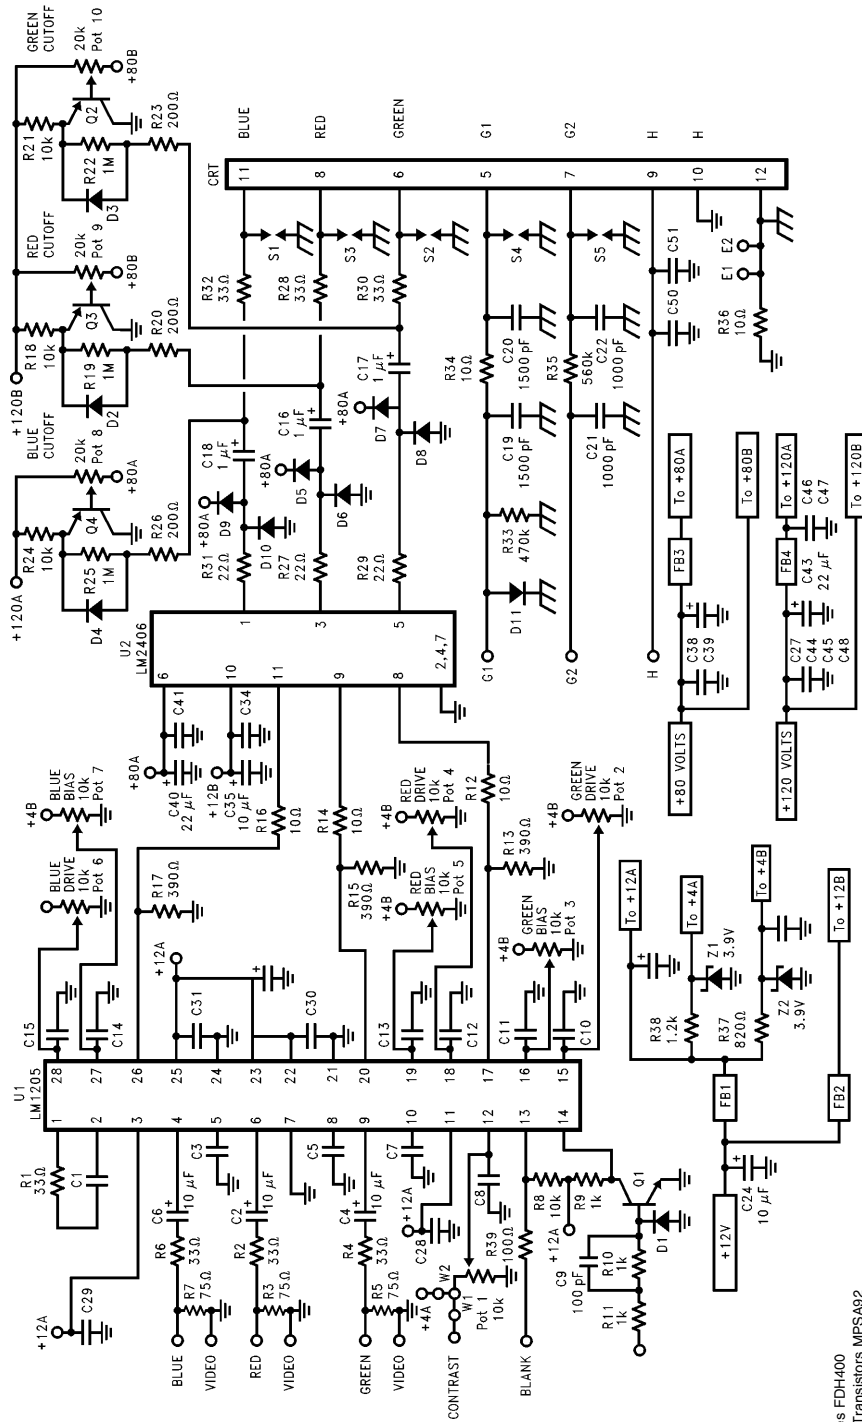 GREEN
CUTOFF
20k
Pot 10
+80B
R21
10k
Q2
R22
1M
D3
R23
200Ω
RED
CUTOFF
20k
Pot 9
+80B
R18
10k
Q3
R19
1M
D2
R20
200Ω
+120B
BLUE
CUTOFF
20k
Pot 8
+80A
R24
10k
Q4
R25
1M
D4
R26
200Ω
+120A
CRT
11
BLUE
8
RED
6
GREEN
5
G1
7
G2
9
H
10
H
12
S1
S3
S2
S4
S5
R32
33Ω
R28
33Ω
R30
33Ω
C18
1 µF
C16
1 µF
C17
1 µF
+80A
D9
D10
+80A
D5
D6
+80A
D7
D8
R31
22Ω
R27
22Ω
R29
22Ω
R34
10Ω
C20
1500 pF
C19
1500 pF
R33
470k
D11
G1
R35
560k
C22
1000 pF
C21
1000 pF
G2
C51
C50
H
E2
E1
R36
10Ω
U2
LM2406
1
3
5
6
10
11
9
8
2,4,7
C41
C40
22 µF
+80A
C34
C35
10 µF
+12B
R16
10Ω
R14
10Ω
R12
10Ω
R17
390Ω
R15
390Ω
R13
390Ω
BLUE
BIAS
10k
Pot 7
+4B
BLUE
DRIVE
10k
Pot 6
+4B
RED
DRIVE
10k
Pot 4
+4B
RED
BIAS
10k
Pot 5
+4B
GREEN
DRIVE
10k
Pot 2
+4B
GREEN
BIAS
10k
Pot 3
+4B
+12A
C15
C14
C31
C30
C13
C12
C11
C10
U1
LM1205
28
27
26
25
24
23
22
21
20
19
18
17
16
15
1
2
3
4
5
6
7
8
9
10
11
12
13
14
R1
33Ω
C1
C29
+12A
C6
10 µF
R6
33Ω
R7
75Ω
BLUE
VIDEO
C3
C2
10 µF
R2
33Ω
R3
75Ω
RED
VIDEO
C5
C4
10 µF
R4
33Ω
R5
75Ω
GREEN
VIDEO
C7
+12A
C28
C8
+4A
W2
W1
Pot 1
10k
CONTRAST
R39
100Ω
BLANK
R8
10k
R9
1k
+12A
Q1
D1
C9
100 pF
R10
1k
R11
1k
+80 VOLTS
C38
C39
FB3
To +80A
To +80B
+120 VOLTS
C27
C44
C45
C48
C43
22 µF
FB4
C46
C47
To +120A
To +120B
+12V
C24
10 µF
FB1
FB2
R38
1.2k
R37
820Ω
Z1
3.9V
Z2
3.9V
To +12A
To +4A
To +4B
To +12B
s FDH400
Transistors MPSA92